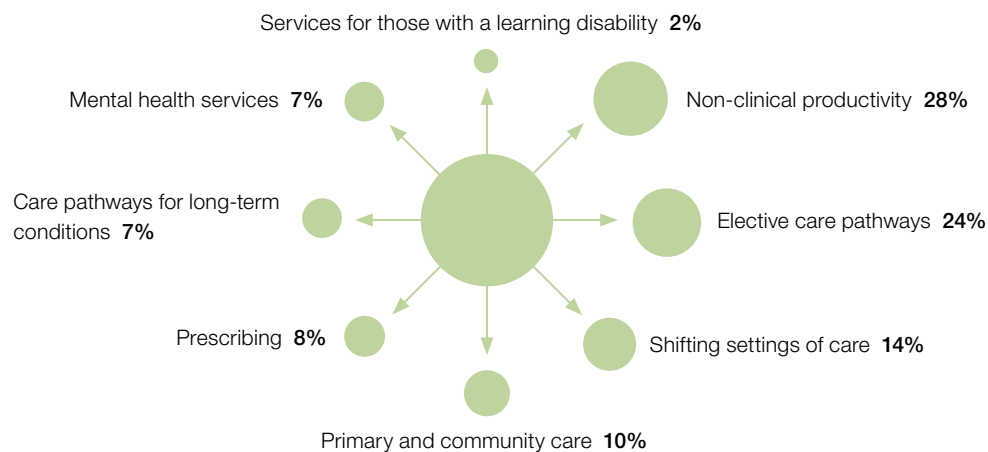 Services for those with a learning disability 2%
Non-clinical productivity 28%
Elective care pathways 24%
Shifting settings of care 14%
Primary and community care 10%
Prescribing 8%
Care pathways for long-term
conditions 7%
Mental health services 7%